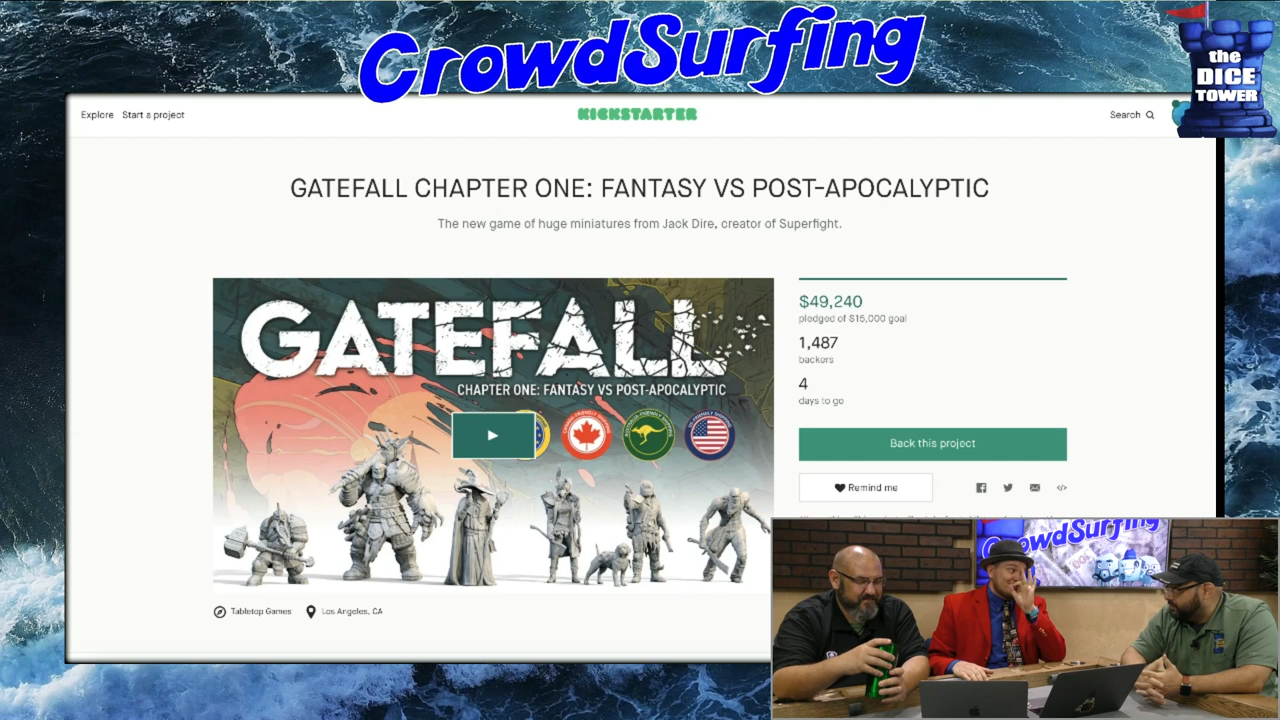 CrowdSurfing
the
DICE
TOWER
Explore Start a project
KICKSTARTER
Search
GATEFALL CHAPTER ONE: FANTASY VS POST-APOCALYPTIC
The new game of huge miniatures from Jack Dire, creator of Superfight.
GATEFALL
CHAPTER ONE: FANTASY VS POST-APOCALYPTIC
$49,240
pledged of $15,000 goal
1,487
backers
4
days to go
Back this project
Remind me
Tabletop Games
Los Angeles, CA
CrowdSurfing